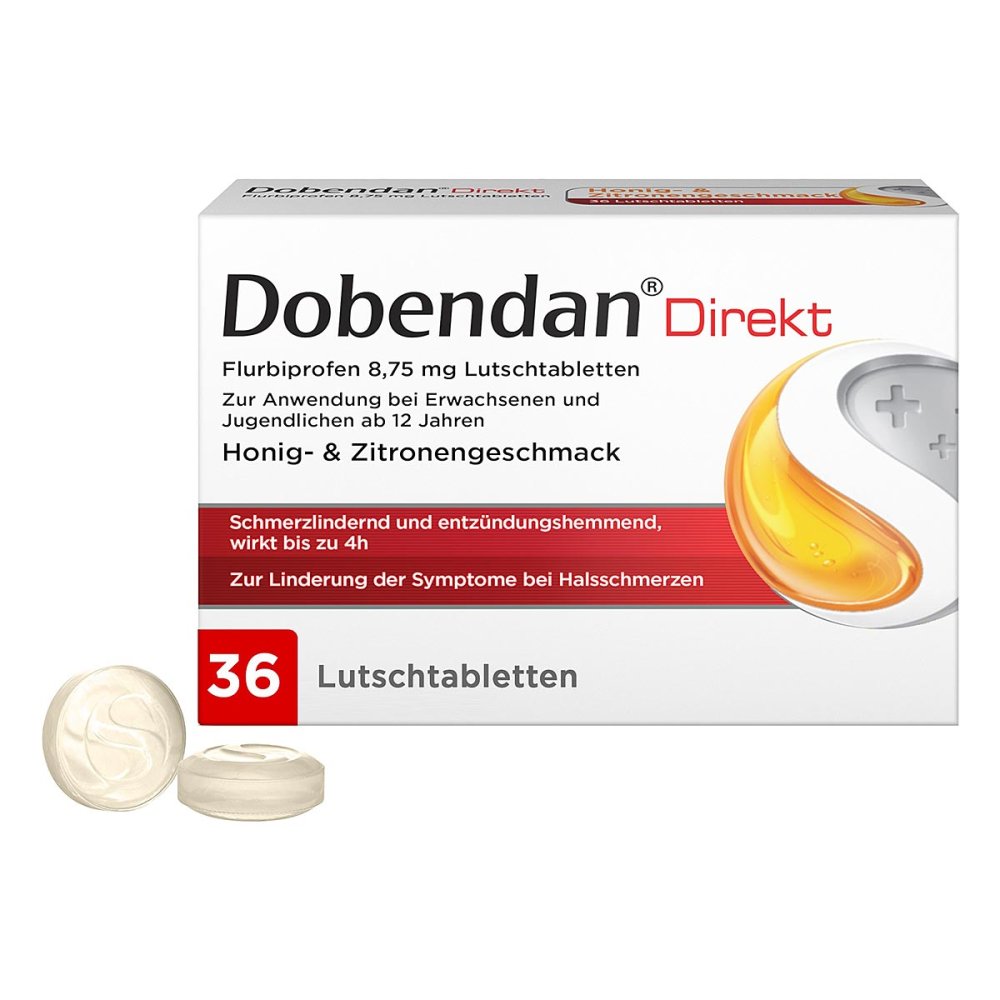 Dobendan® Direkt Honig- & Zitronengeschmack
Flurbiprofen 8,75 mg Lutschtabletten 36 Lutschtabletten
Dobendan® Direkt
Flurbiprofen 8,75 mg Lutschtabletten
Zur Anwendung bei Erwachsenen und
Jugendlichen ab 12 Jahren
Honig- & Zitronengeschmack
Schmerzlindernd und entzündungshemmend,
wirkt bis zu 4h
Zur Linderung der Symptome bei Halsschmerzen
36 Lutschtabletten